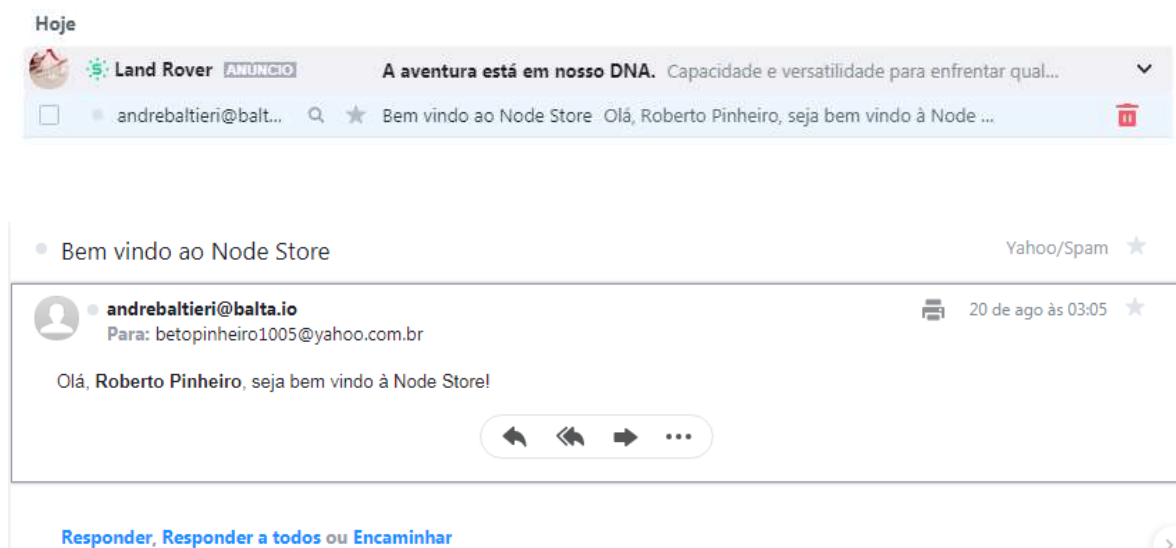 Hoje
Land Rover ANÚNCIO A aventura está em nosso DNA. Capacidade e versatilidade para enfrentar qual...
andrebaltieri@balt... Bem vindo ao Node Store Olá, Roberto Pinheiro, seja bem vindo à Node ...
Bem vindo ao Node Store Yahoo/Spam
andrebaltieri@balta.io 20 de ago às 03:05
Para: betopinheiro1005@yahoo.com.br
Olá, Roberto Pinheiro, seja bem vindo à Node Store!
Responder, Responder a todos ou Encaminhar